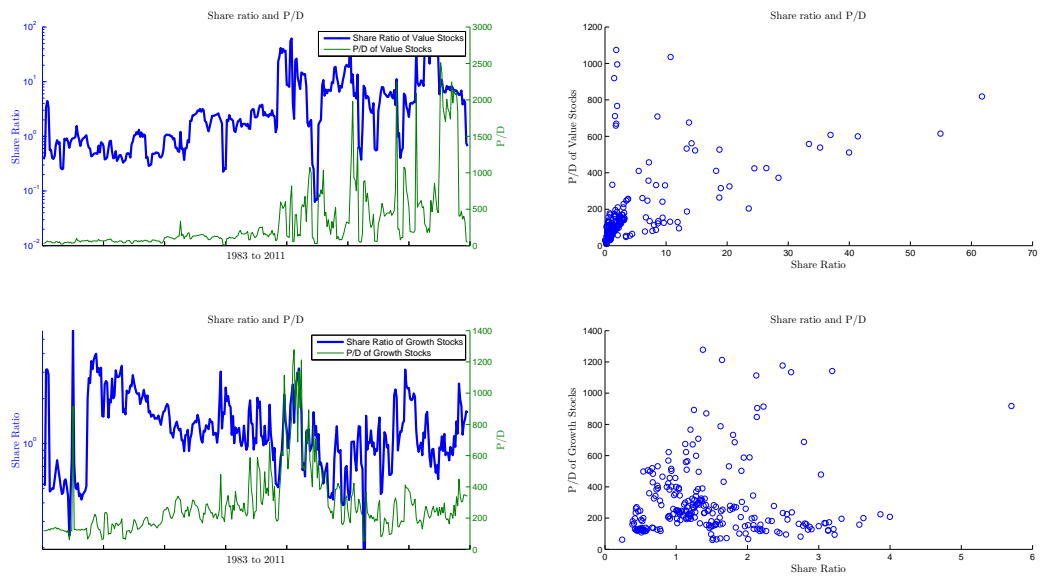 Share ratio and P/D
10^2
10^1
10^0
10^-1
10^-2
Share Ratio
Share Ratio of Value Stocks
P/D of Value Stocks
3000
2500
2000
1500
1000
500
0
P/D
1983 to 2011
Share ratio and P/D
1200
1000
800
600
400
200
0
P/D of Value Stocks
0 10 20 30 40 50 60 70
Share Ratio
Share ratio and P/D
10^0
Share Ratio
Share Ratio of Growth Stocks
P/D of Growth Stocks
1400
1200
1000
800
600
400
200
0
P/D
1983 to 2011
Share ratio and P/D
1400
1200
1000
800
600
400
200
0
P/D of Growth Stocks
0 1 2 3 4 5 6
Share Ratio